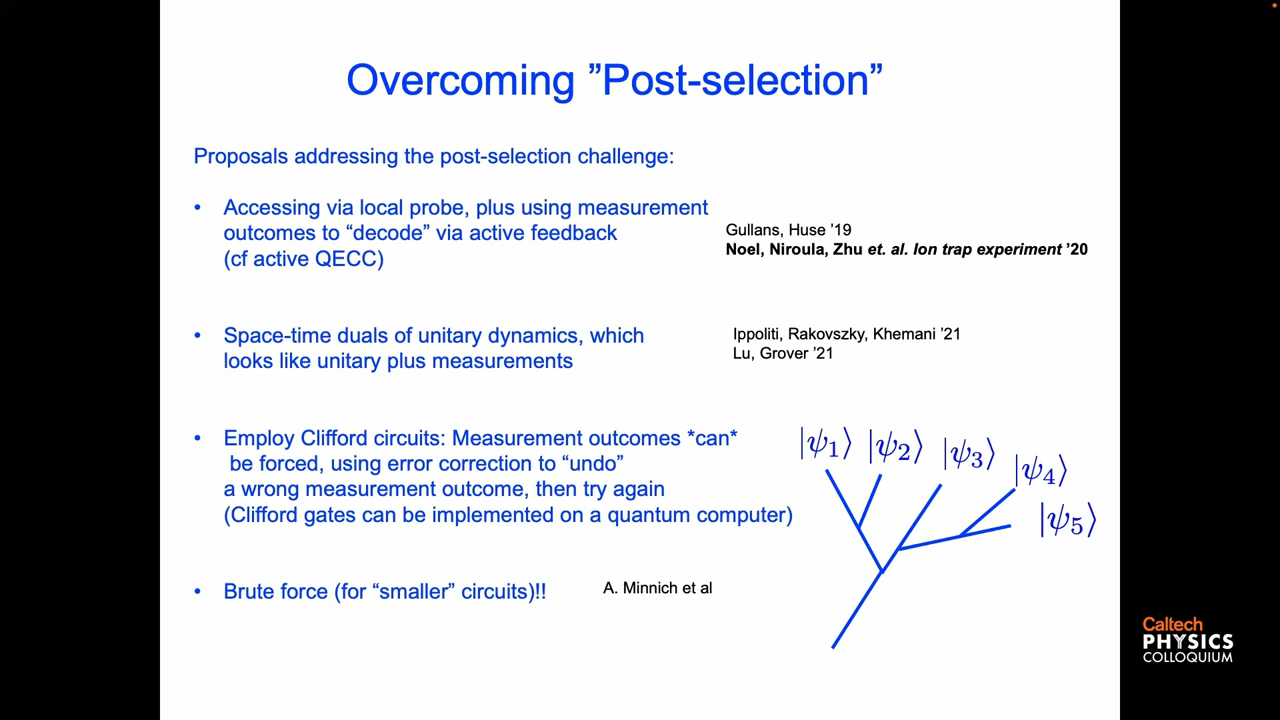 Overcoming ”Post-selection”
Proposals addressing the post-selection challenge:
• Accessing via local probe, plus using measurement
outcomes to “decode” via active feedback
(cf active QECC)
Gullans, Huse ’19
Noel, Niroula, Zhu et. al. Ion trap experiment ’20
• Space-time duals of unitary dynamics, which
looks like unitary plus measurements
Ippoliti, Rakovszky, Khemani ’21
Lu, Grover ’21
• Employ Clifford circuits: Measurement outcomes *can*
be forced, using error correction to “undo”
a wrong measurement outcome, then try again
(Clifford gates can be implemented on a quantum computer)
|ψ₁⟩ |ψ₂⟩ |ψ₃⟩ |ψ₄⟩
|ψ₅⟩
• Brute force (for “smaller” circuits)!!
A. Minnich et al
Caltech
PHYSICS
COLLOQUIUM